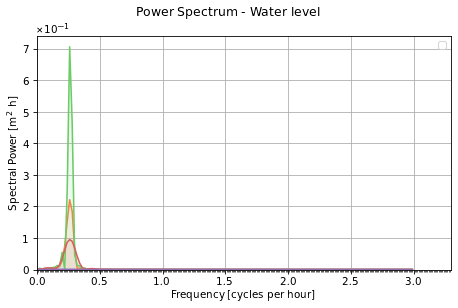 Power Spectrum - Water level
×10⁻¹
7
6
5
4
3
2
1
0
0.0 0.5 1.0 1.5 2.0 2.5 3.0
Spectral Power [m² h]
Frequency [cycles per hour]